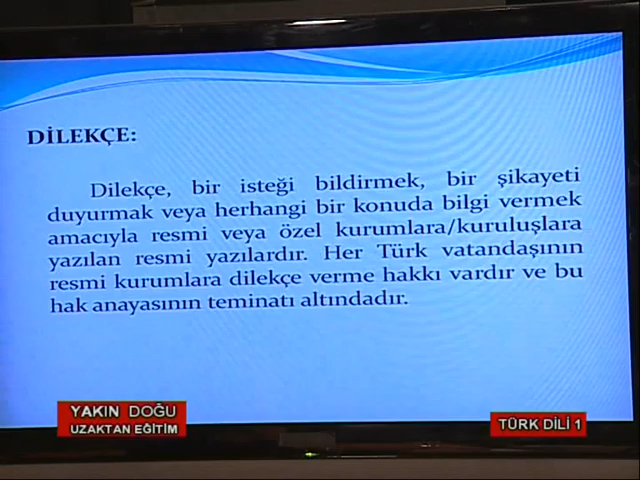 DİLEKÇE:
Dilekçe, bir isteği bildirmek, bir şikayeti
duyurmak veya herhangi bir konuda bilgi vermek
amacıyla resmi veya özel kurumlara/kuruluşlara
yazılan resmi yazılardır. Her Türk vatandaşının
resmi kurumlara dilekçe verme hakkı vardır ve bu
hak anayasının teminatı altındadır.
YAKIN DOĞU
UZAKTAN EĞİTİM
TÜRK DİLİ 1